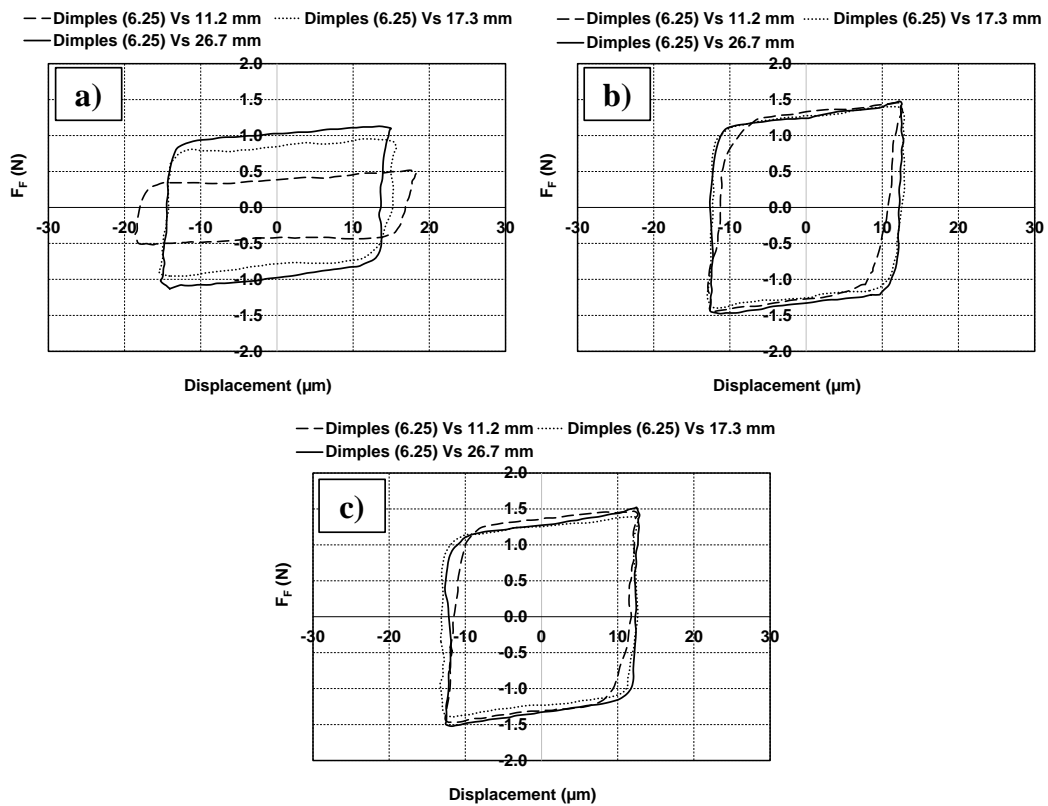 Dimples (6.25) Vs 11.2 mm Dimples (6.25) Vs 17.3 mm
Dimples (6.25) Vs 26.7 mm
a)
2.0
1.5
1.0
0.5
0.0
-0.5
-1.0
-1.5
-2.0
-30 -20 -10 0 10 20 30
F_F (N)
Displacement (µm)
Dimples (6.25) Vs 11.2 mm Dimples (6.25) Vs 17.3 mm
Dimples (6.25) Vs 26.7 mm
b)
2.0
1.5
1.0
0.5
0.0
-0.5
-1.0
-1.5
-2.0
-30 -20 -10 0 10 20 30
F_F (N)
Displacement (µm)
Dimples (6.25) Vs 11.2 mm Dimples (6.25) Vs 17.3 mm
Dimples (6.25) Vs 26.7 mm
c)
2.0
1.5
1.0
0.5
0.0
-0.5
-1.0
-1.5
-2.0
-30 -20 -10 0 10 20 30
F_F (N)
Displacement (µm)